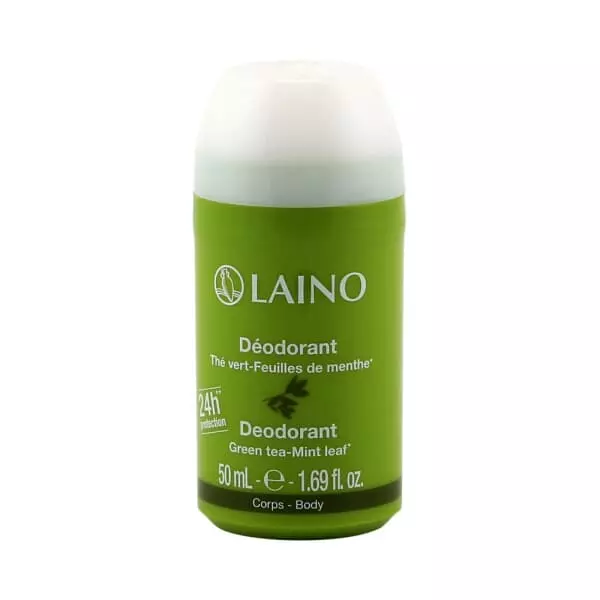 LAINO
Déodorant
Thé vert-Feuilles de menthe*
24h**
protection
Deodorant
Green tea-Mint leaf*
50 mL - ℮ - 1.69 fl. oz.
Corps - Body